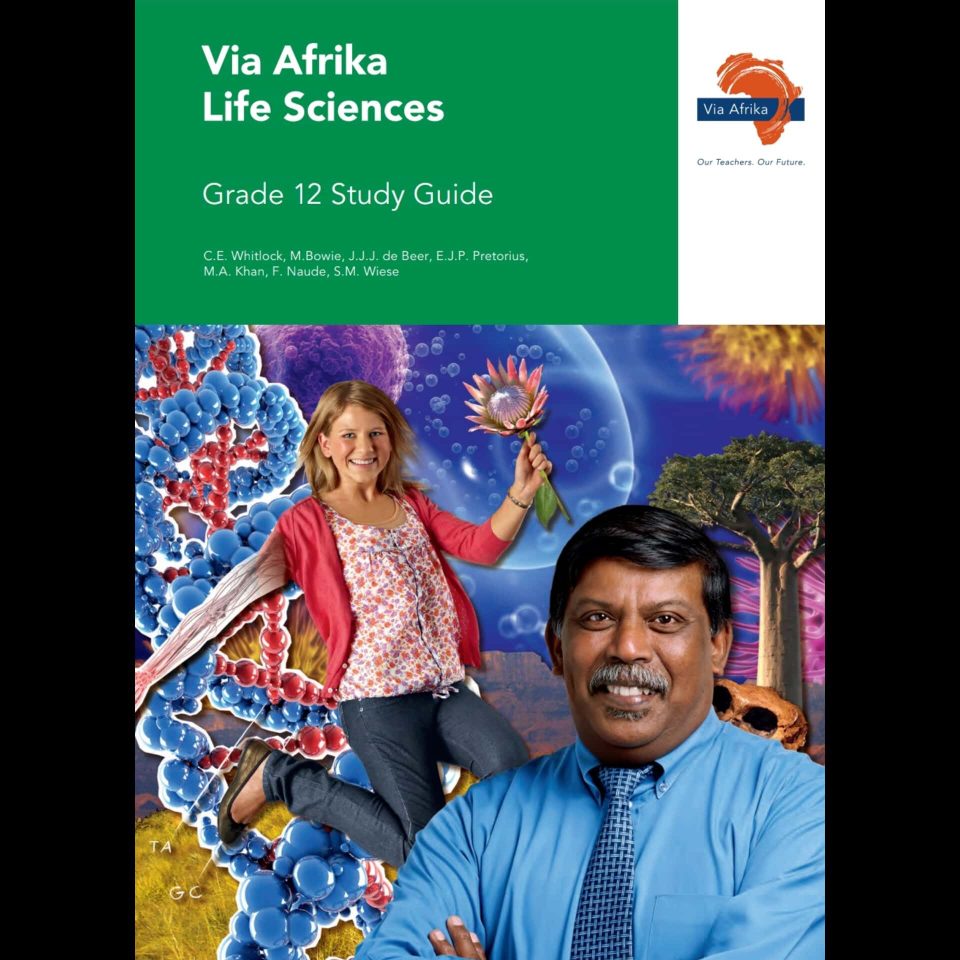 Via Afrika
Life Sciences
Grade 12 Study Guide
C.E. Whitlock, M.Bowie, J.J.J. de Beer, E.J.P. Pretorius,
M.A. Khan, F. Naude, S.M. Wiese
Via Afrika
Our Teachers. Our Future.
TA
GC